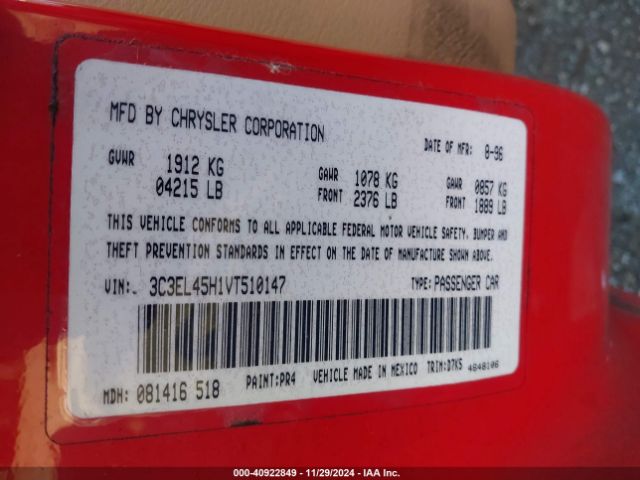 MFD BY CHRYSLER CORPORATION
DATE OF MFR: 8-96
GVWR 1912 KG
04215 LB
GAWR FRONT 1078 KG
2376 LB
GAWR FRONT 0857 KG
1889 LB
THIS VEHICLE CONFORMS TO ALL APPLICABLE FEDERAL MOTOR VEHICLE SAFETY, BUMPER AND
THEFT PREVENTION STANDARDS IN EFFECT ON THE DATE OF MANUFACTURE SHOWN ABOVE.
VIN: 3C3EL45H1VT510147 TYPE: PASSENGER CAR
MDH: 081416 518 PAINT:PR4 VEHICLE MADE IN MEXICO TRIM:D7K5 4848106
000-40922849 - 11/29/2024 - IAA Inc.